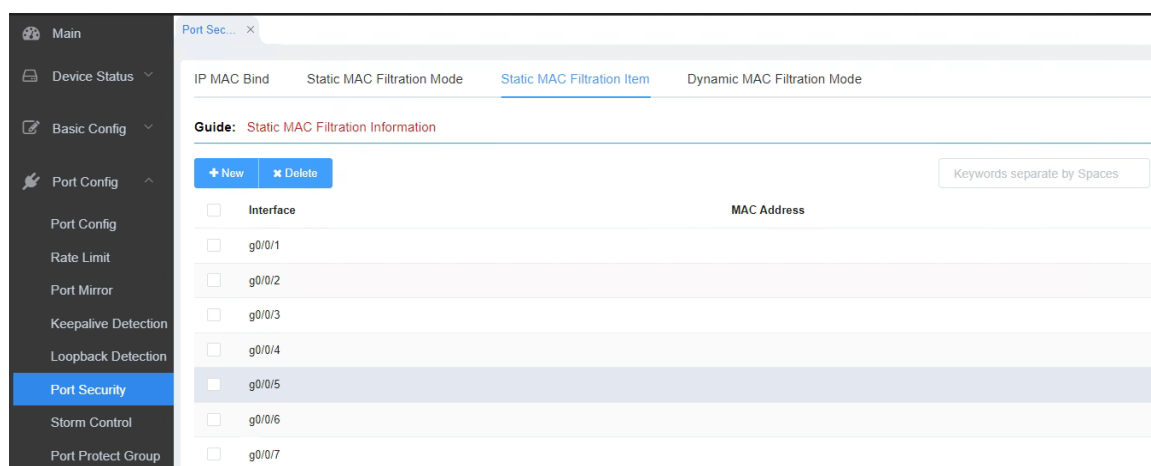 Main
Device Status
Basic Config
Port Config
Port Config
Rate Limit
Port Mirror
Keepalive Detection
Loopback Detection
Port Security
Storm Control
Port Protect Group
Port Sec... ×
IP MAC Bind Static MAC Filtration Mode Static MAC Filtration Item Dynamic MAC Filtration Mode
Guide: Static MAC Filtration Information
+ New × Delete Keywords separate by Spaces
Interface MAC Address
g0/0/1
g0/0/2
g0/0/3
g0/0/4
g0/0/5
g0/0/6
g0/0/7